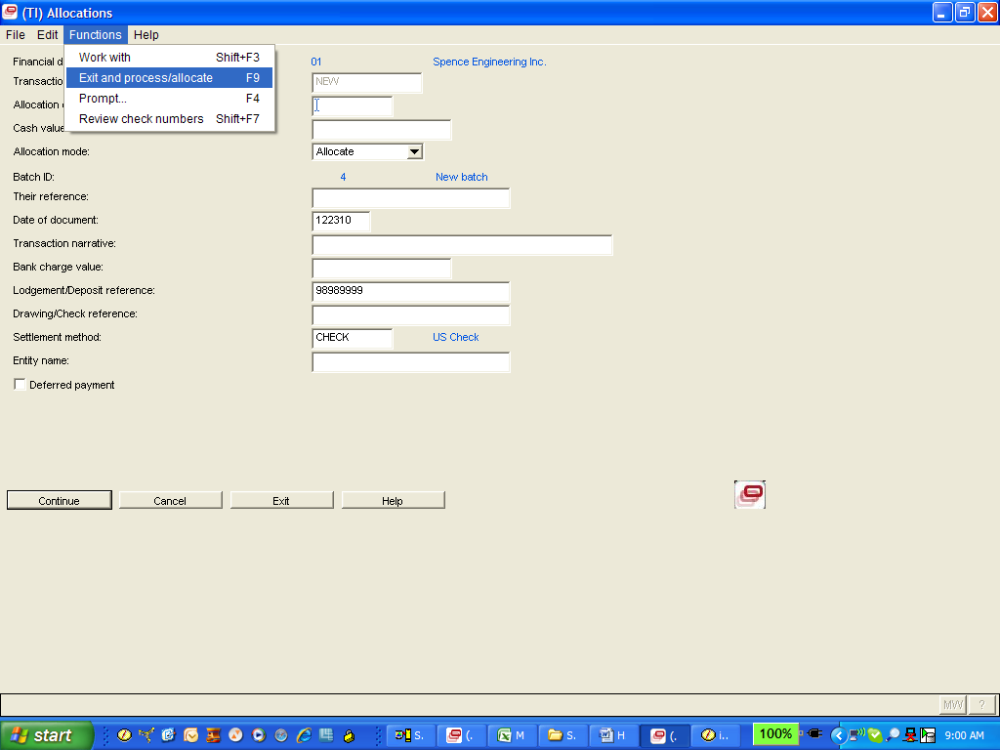 (TI) Allocations
File Edit Functions Help
Work with Shift+F3
Exit and process/allocate F9
Prompt... F4
Review check numbers Shift+F7
Financial d 01 Spence Engineering Inc.
Transactio NEW
Allocation
Cash value
Allocation mode: Allocate
Batch ID: 4 New batch
Their reference:
Date of document: 122310
Transaction narrative:
Bank charge value:
Lodgement/Deposit reference: 98989999
Drawing/Check reference:
Settlement method: CHECK US Check
Entity name:
Deferred payment
Continue Cancel Exit Help
MW ?
start S. (. M S. H (. i.. 100% 9:00 AM